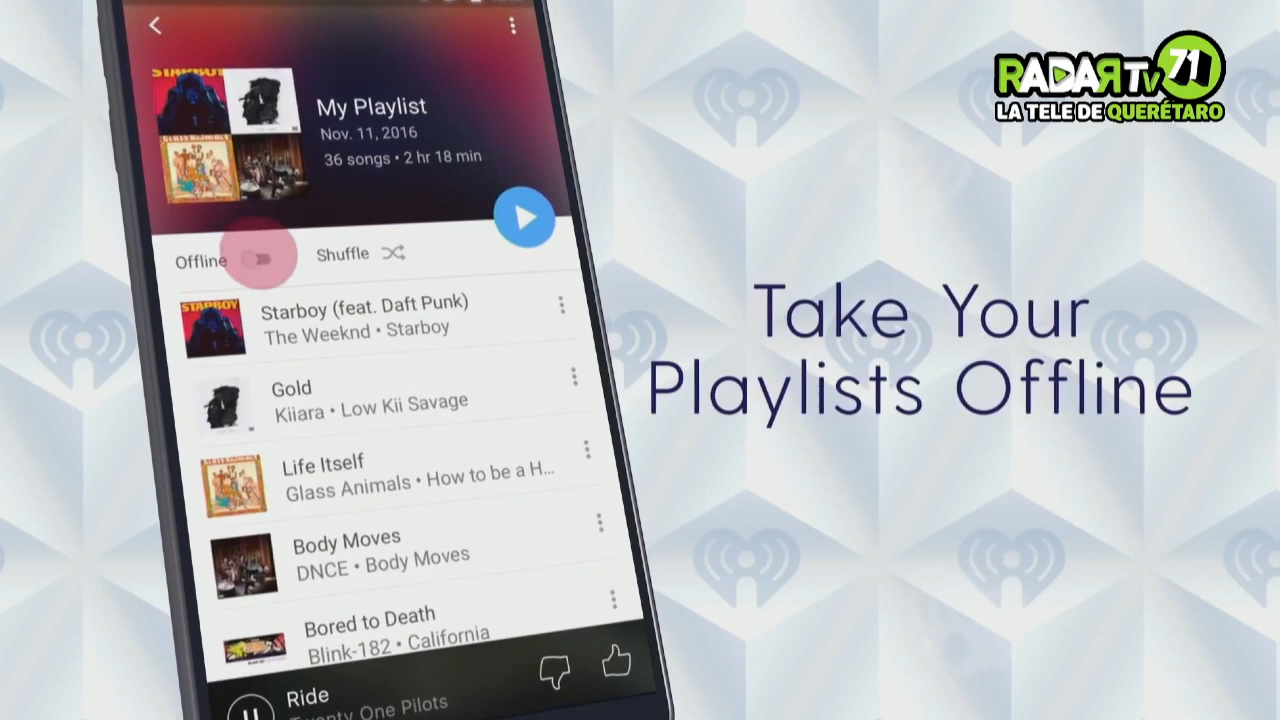 RADAR TV 71
LA TELE DE QUERÉTARO
STARBOY
My Playlist
Nov. 11, 2016
36 songs • 2 hr 18 min
Offline
Shuffle
Take Your
Playlists Offline
STARBOY
Starboy (feat. Daft Punk)
The Weeknd • Starboy
Gold
Kiiara • Low Kii Savage
Life Itself
Glass Animals • How to be a H...
Body Moves
DNCE • Body Moves
Bored to Death
Blink-182 • California
Ride
Twenty One Pilots